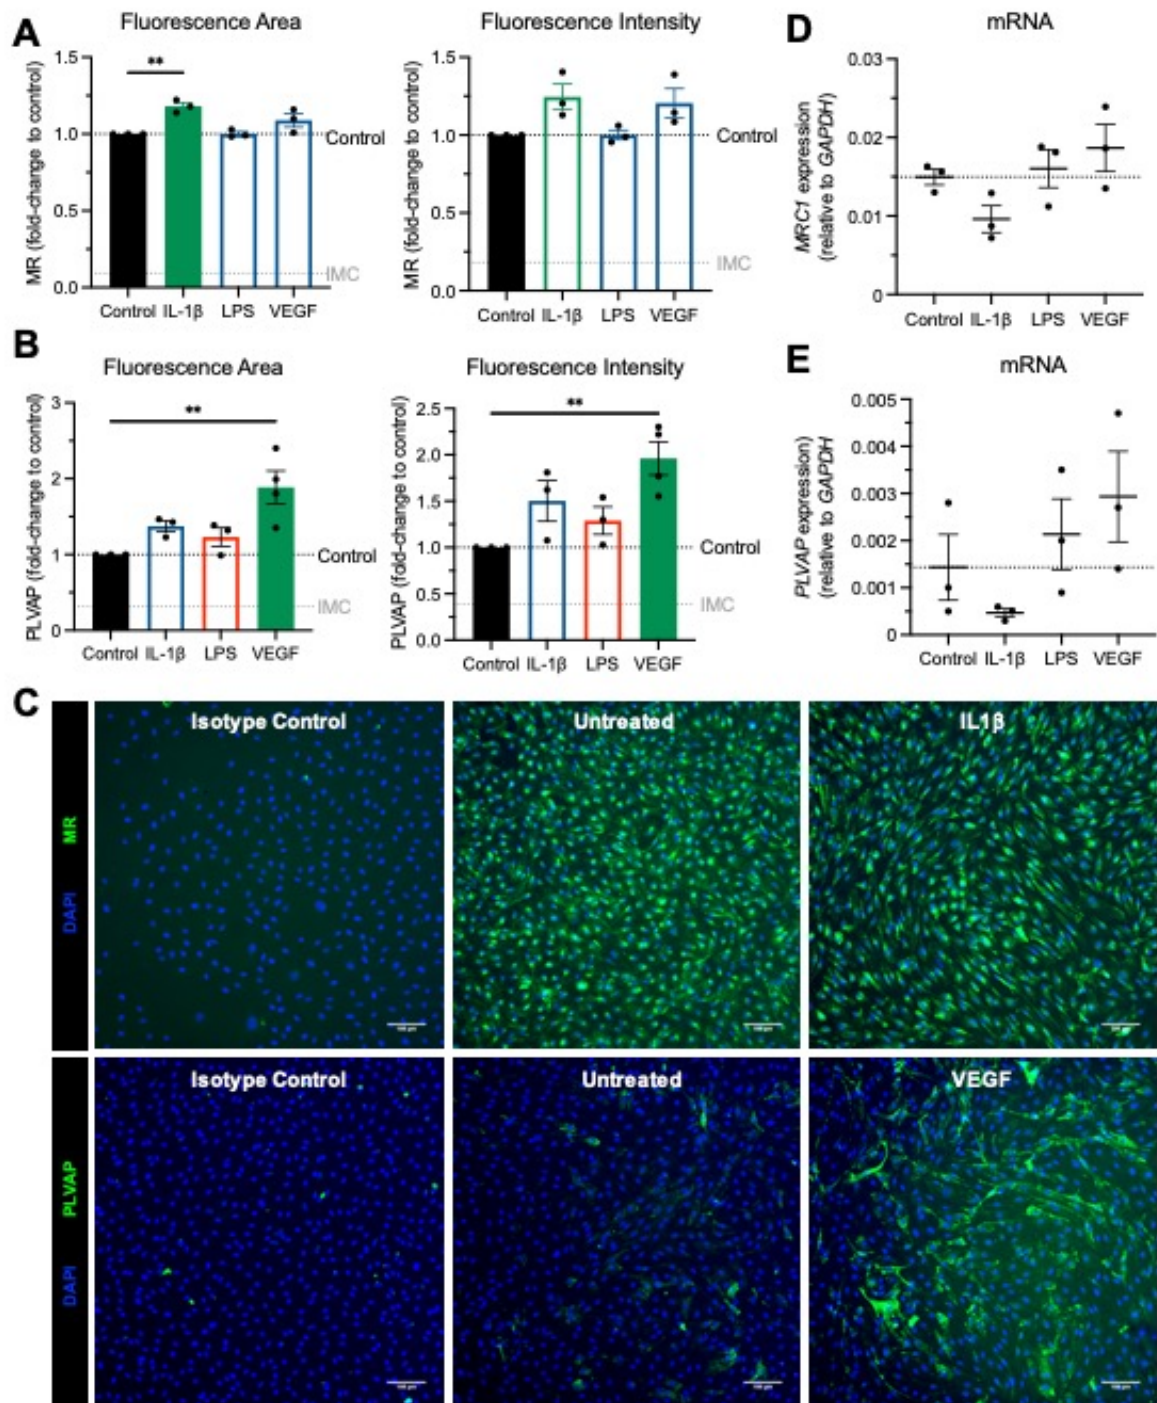 A
Fluorescence Area
MR (fold-change to control)
1.5
1.0
0.5
0.0
**
Control
IMC
Control IL-1β LPS VEGF
Fluorescence Intensity
MR (fold-change to control)
1.5
1.0
0.5
0.0
Control
IMC
Control IL-1β LPS VEGF
D
mRNA
MRC1 expression
(relative to GAPDH)
0.03
0.02
0.01
0
Control IL-1β LPS VEGF
B
Fluorescence Area
PLVAP (fold-change to control)
3
2
1
0
**
Control
IMC
Control IL-1β LPS VEGF
Fluorescence Intensity
PLVAP (fold-change to control)
2.5
2.0
1.5
1.0
0.5
0.0
**
Control
IMC
Control IL-1β LPS VEGF
E
mRNA
PLVAP expression)
(relative to GAPDH
0.005
0.004
0.003
0.002
0.001
0
Control IL-1β LPS VEGF
C
DAPI MR
Isotype Control
Untreated
IL1β
DAPI PLVAP
Isotype Control
Untreated
VEGF